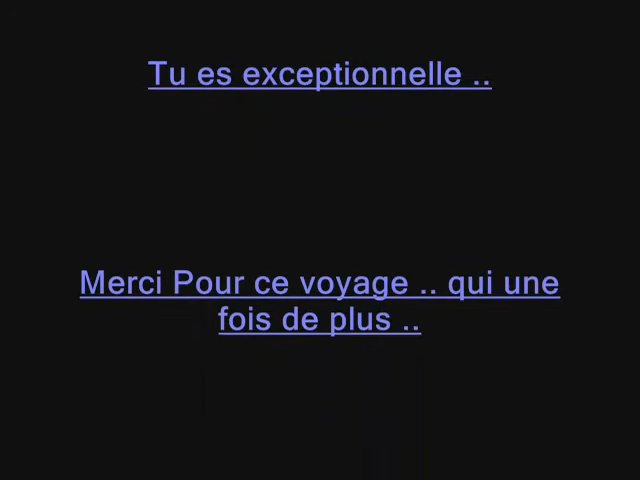 Tu es exceptionnelle ..
Merci Pour ce voyage .. qui une
fois de plus ..